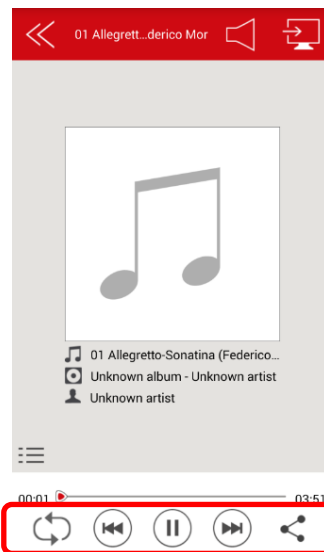 01 Allegrett...derico Mor
01 Allegretto-Sonatina (Federico...
Unknown album - Unknown artist
Unknown artist
00:01 03:51